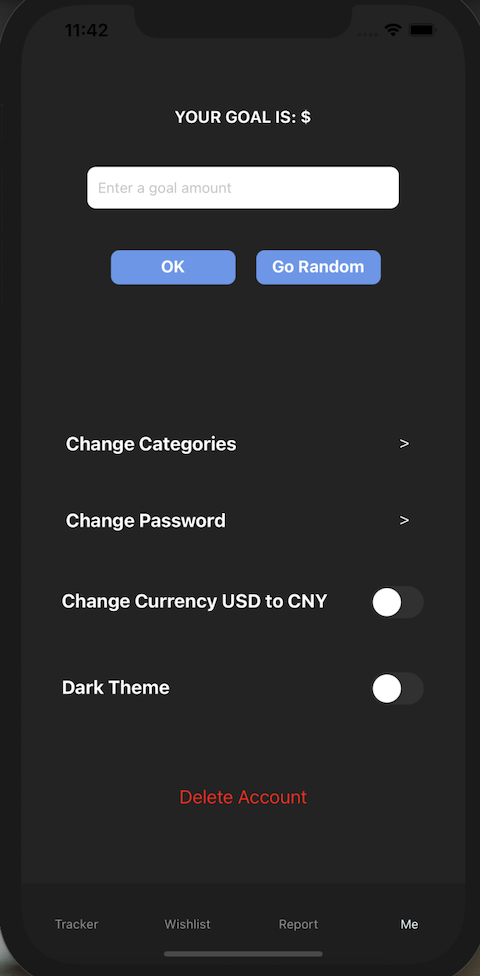 11:42
YOUR GOAL IS: $
Enter a goal amount
OK Go Random
Change Categories >
Change Password >
Change Currency USD to CNY
Dark Theme
Delete Account
Tracker Wishlist Report Me